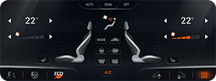 AUTO DUAL OFF
22° 22°
MODE
ECO A/C